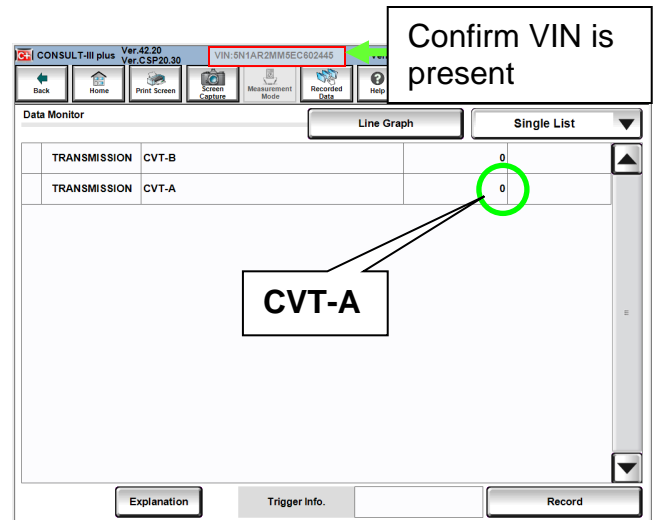 Confirm VIN is
present
CONSULT-III plus Ver.42.20
Ver.CSP20.30
VIN:5N1AR2MM5EC602445
Back Home Print Screen Screen Capture Measurement Mode Recorded Data Help
Data Monitor
Line Graph Single List
TRANSMISSION CVT-B 0
TRANSMISSION CVT-A 0
CVT-A
Explanation Trigger Info. Record